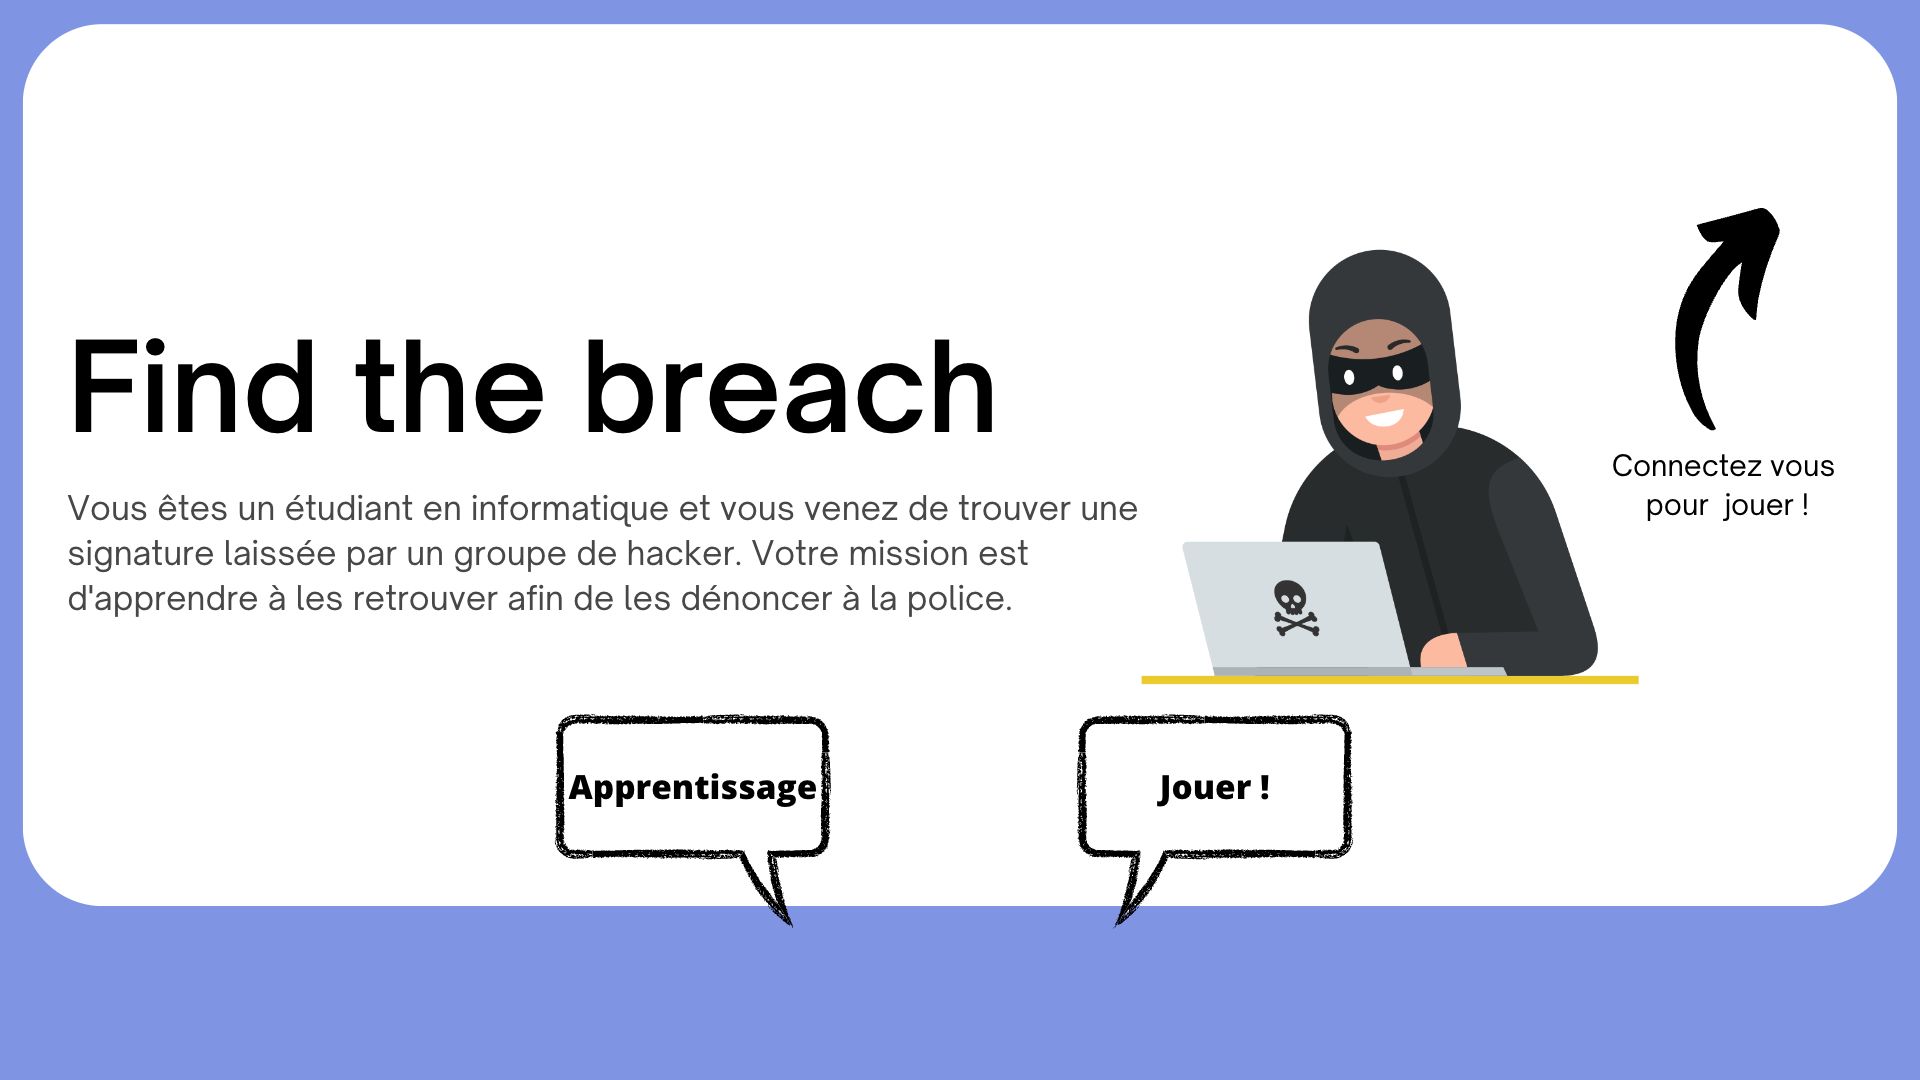 Find the breach
Vous êtes un étudiant en informatique et vous venez de trouver une
signature laissée par un groupe de hacker. Votre mission est
d'apprendre à les retrouver afin de les dénoncer à la police.
Connectez vous
pour jouer !
Apprentissage
Jouer !